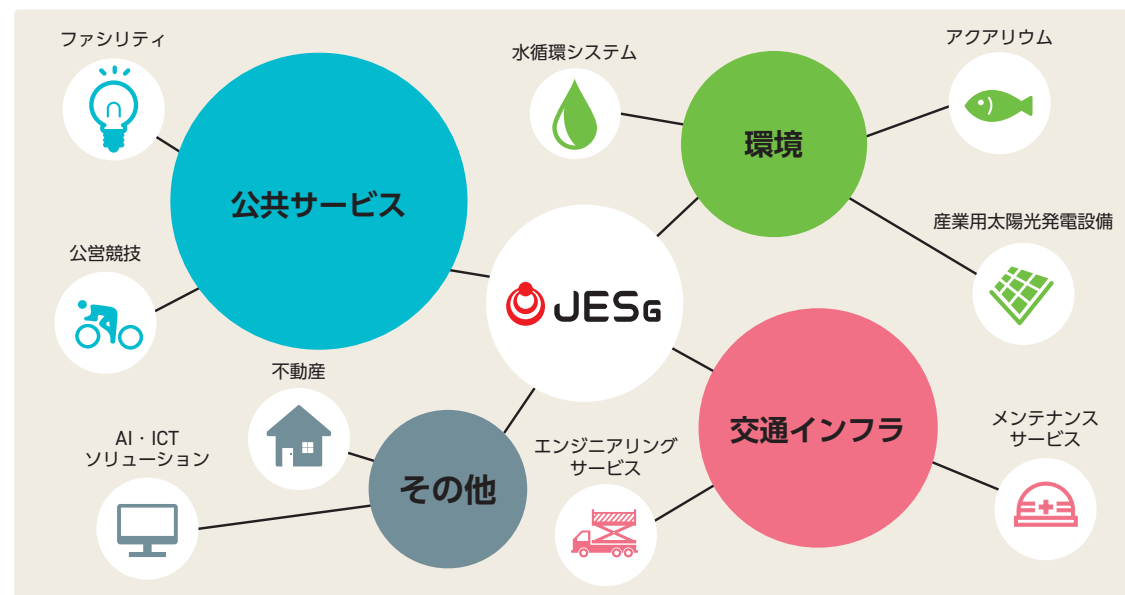 ファシリティ
公共サービス
公営競技
水循環システム
環境
アクアリウム
産業用太陽光発電設備
JESG
不動産
AI・ICT
ソリューション
その他
エンジニアリング
サービス
交通インフラ
メンテナンス
サービス